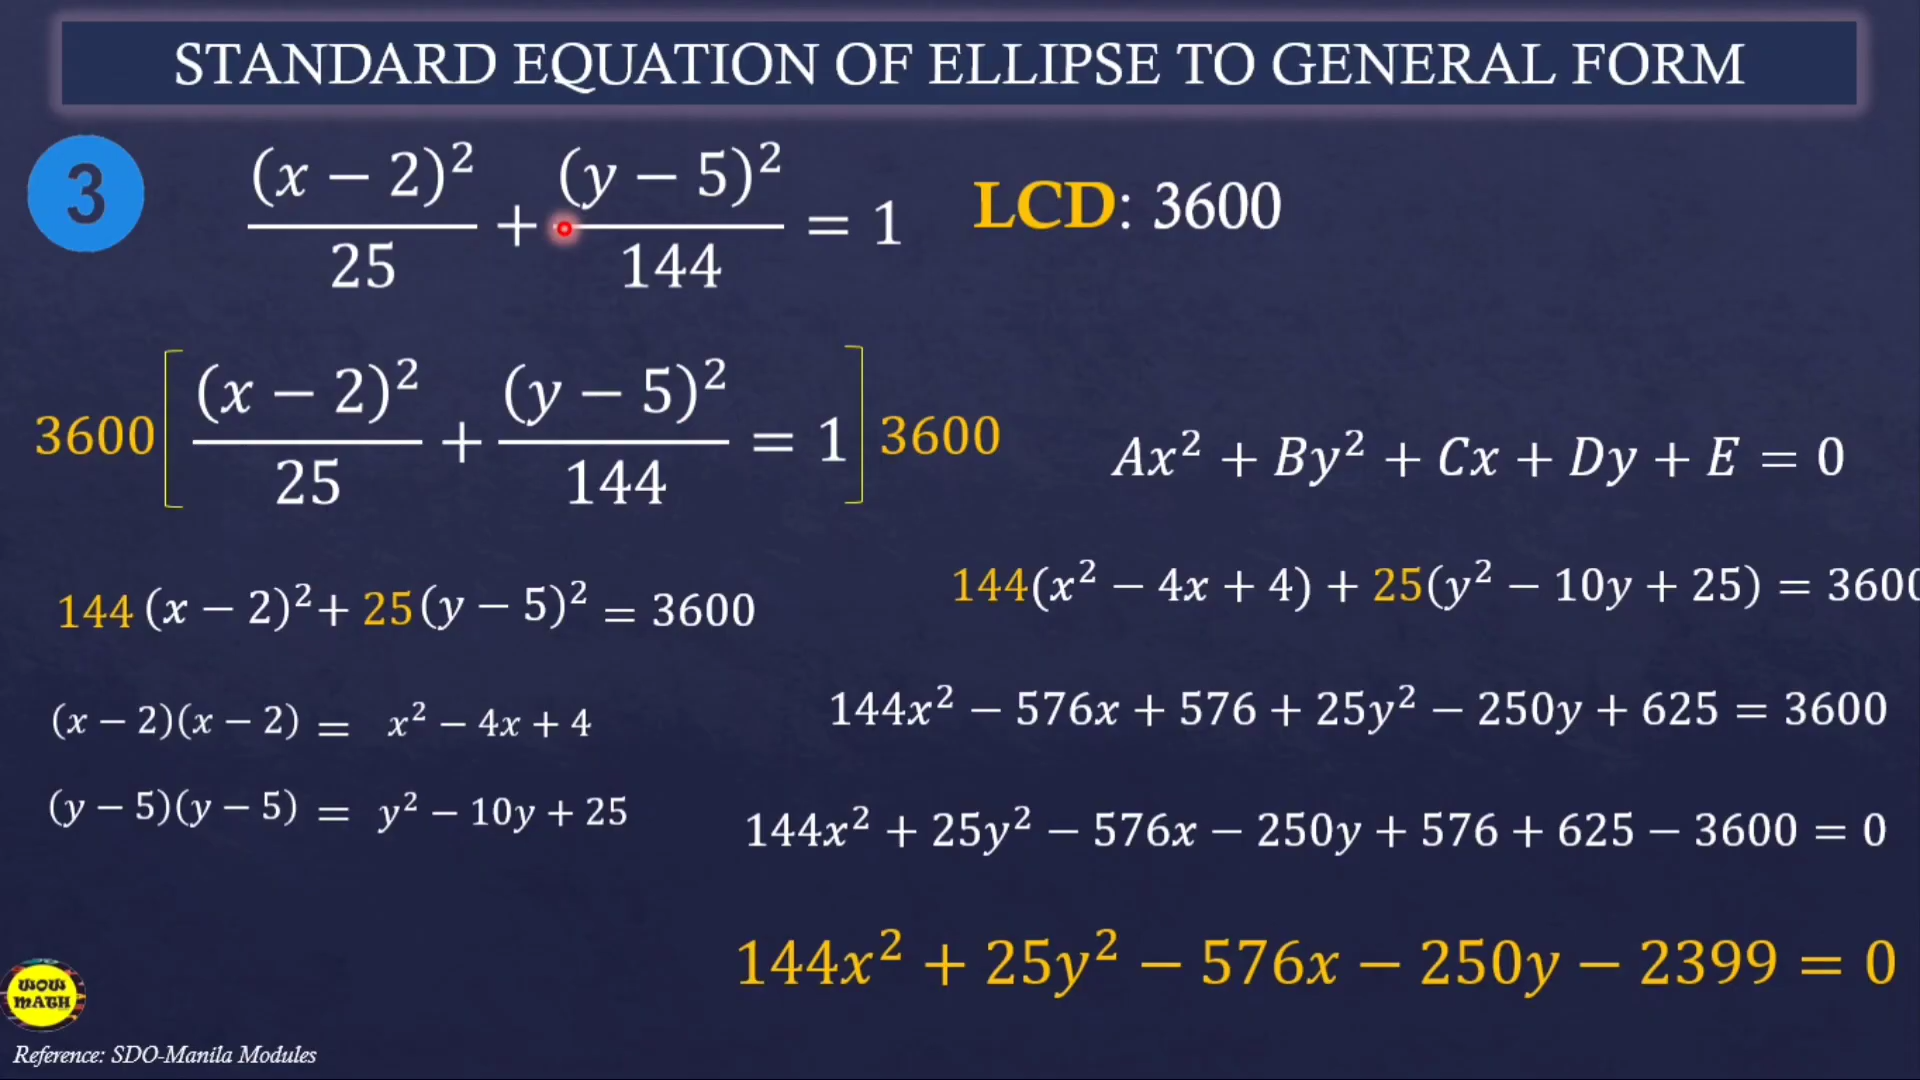 STANDARD EQUATION OF ELLIPSE TO GENERAL FORM
3
(x − 2)²/25 + (y − 5)²/144 = 1
LCD: 3600
3600 [(x − 2)²/25 + (y − 5)²/144 = 1] 3600
Ax² + By² + Cx + Dy + E = 0
144 (x − 2)² + 25 (y − 5)² = 3600
144(x² − 4x + 4) + 25(y² − 10y + 25) = 3600
(x − 2)(x − 2) = x² − 4x + 4
144x² − 576x + 576 + 25y² − 250y + 625 = 3600
(y − 5)(y − 5) = y² − 10y + 25
144x² + 25y² − 576x − 250y + 576 + 625 − 3600 = 0
144x² + 25y² − 576x − 250y − 2399 = 0
WOW
MATH
Reference: SDO-Manila Modules